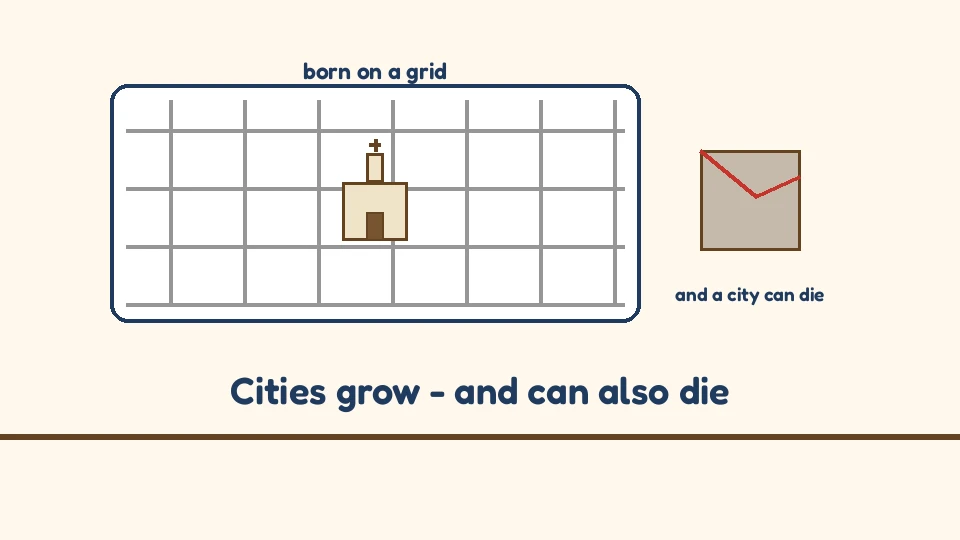 born on a grid
and a city can die
Cities grow - and can also die